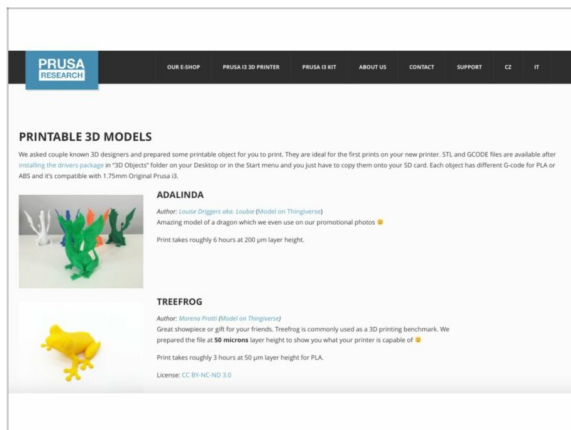 PRUSA
RESEARCH
OUR E-SHOP PRUSA I3 3D PRINTER PRUSA I3 KIT ABOUT US CONTACT SUPPORT CZ IT
PRINTABLE 3D MODELS
We asked couple known 3D designers and prepared some printable object for you to print. They are ideal for the first prints on your new printer. STL and GCODE files are available after
installing the drivers package in "3D Objects" folder on your Desktop or in the Start menu and you just have to copy them onto your SD card. Each object has different G-code for PLA or
ABS and it's compatible with 1.75mm Original Prusa i3.
ADALINDA
Author: Louise Driggers aka. Loubie (Model on Thingiverse)
Amazing model of a dragon which we even use on our promotional photos 🙂
Print takes roughly 6 hours at 200 μm layer height.
TREEFROG
Author: Morena Protti (Model on Thingiverse)
Great showpiece or gift for your friends. Treefrog is commonly used as a 3D printing benchmark. We
prepared the file at 50 microns layer height to show you what your printer is capable of 🙂
Print takes roughly 3 hours at 50 μm layer height for PLA.
License: CC BY-NC-ND 3.0